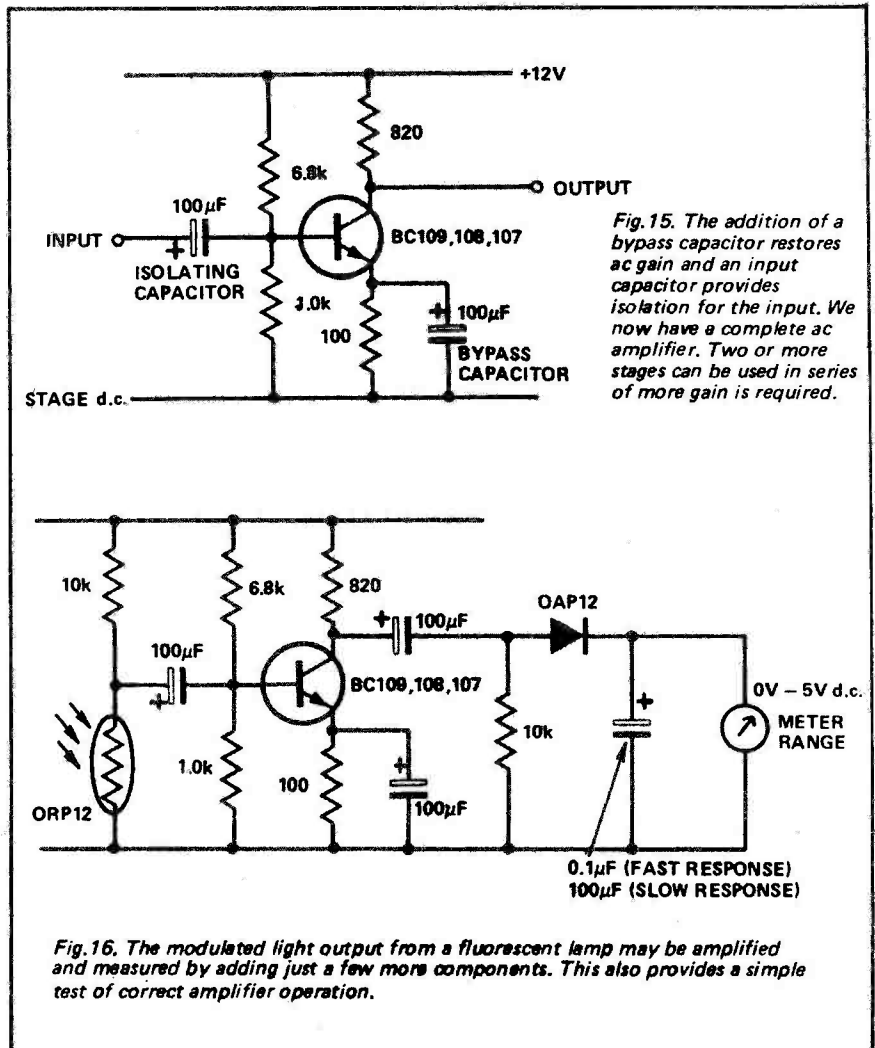 +12V
820
6.8k
OUTPUT
100µF
INPUT
BC109,108,107
ISOLATING
CAPACITOR
1.0k
100
100µF
BYPASS
CAPACITOR
STAGE d.c.
Fig.15. The addition of a
bypass capacitor restores
ac gain and an input
capacitor provides
isolation for the input. We
now have a complete ac
amplifier. Two or more
stages can be used in series
of more gain is required.
10k
6.8k
820
100µF
OAP12
100µF
BC109,108,107
0V – 5V d.c.
METER
RANGE
10k
1.0k
100
100µF
ORP12
0.1µF (FAST RESPONSE)
100µF (SLOW RESPONSE)
Fig.16. The modulated light output from a fluorescent lamp may be amplified
and measured by adding just a few more components. This also provides a simple
test of correct amplifier operation.